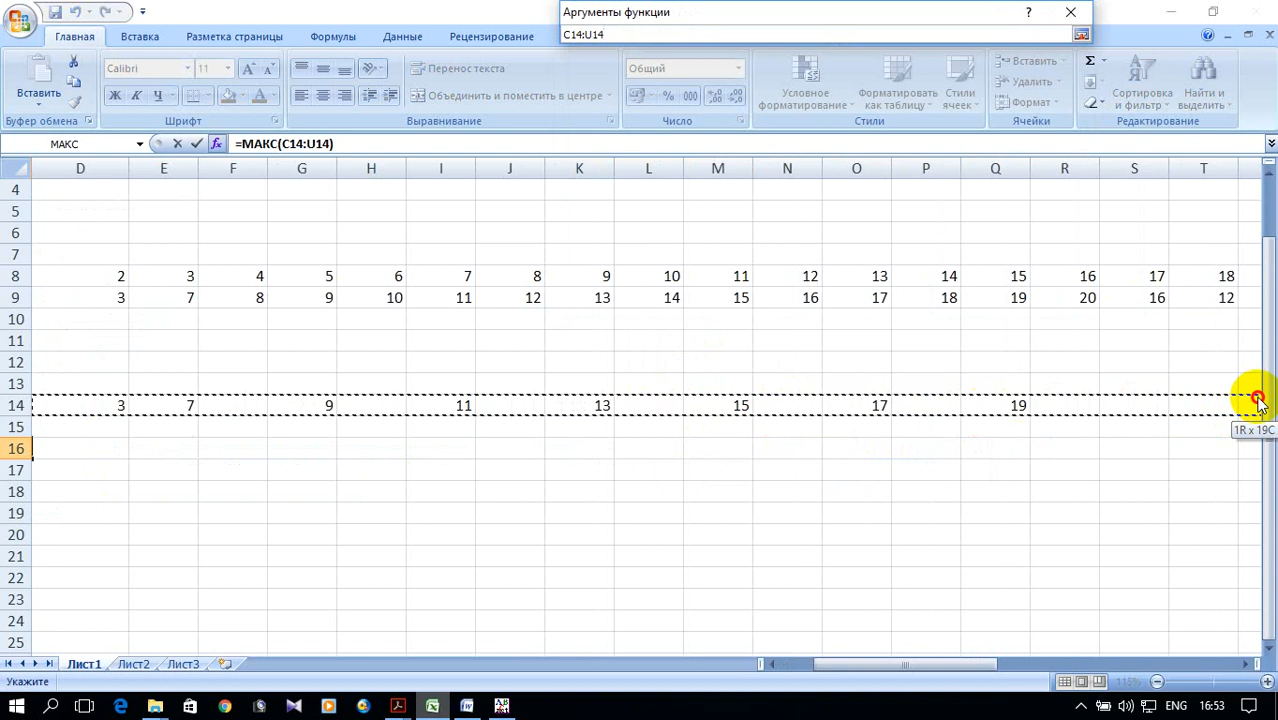 Аргументы функции
?
C14:U14
Главная Вставка Разметка страницы Формулы Данные Рецензирование
Вставить
Буфер обмена
Calibri 11
Ж К Ч
Шрифт
Перенос текста
Объединить и поместить в центре
Выравнивание
Общий
% 000
Число
Условное форматирование
Форматировать как таблицу
Стили ячеек
Стили
Вставить
Удалить
Формат
Ячейки
Σ
Сортировка и фильтр
Найти и выделить
Редактирование
МАКС fx =МАКС(C14:U14)
D E F G H I J K L M N O P Q R S T
4
5
6
7
8 2 3 4 5 6 7 8 9 10 11 12 13 14 15 16 17 18
9 3 7 8 9 10 11 12 13 14 15 16 17 18 19 20 16 12
10
11
12
13
14 3 7 9 11 13 15 17 19
15
1R x 19C
16
17
18
19
20
21
22
23
24
25
Лист1 Лист2 Лист3
Укажите 115%
ENG 16:53